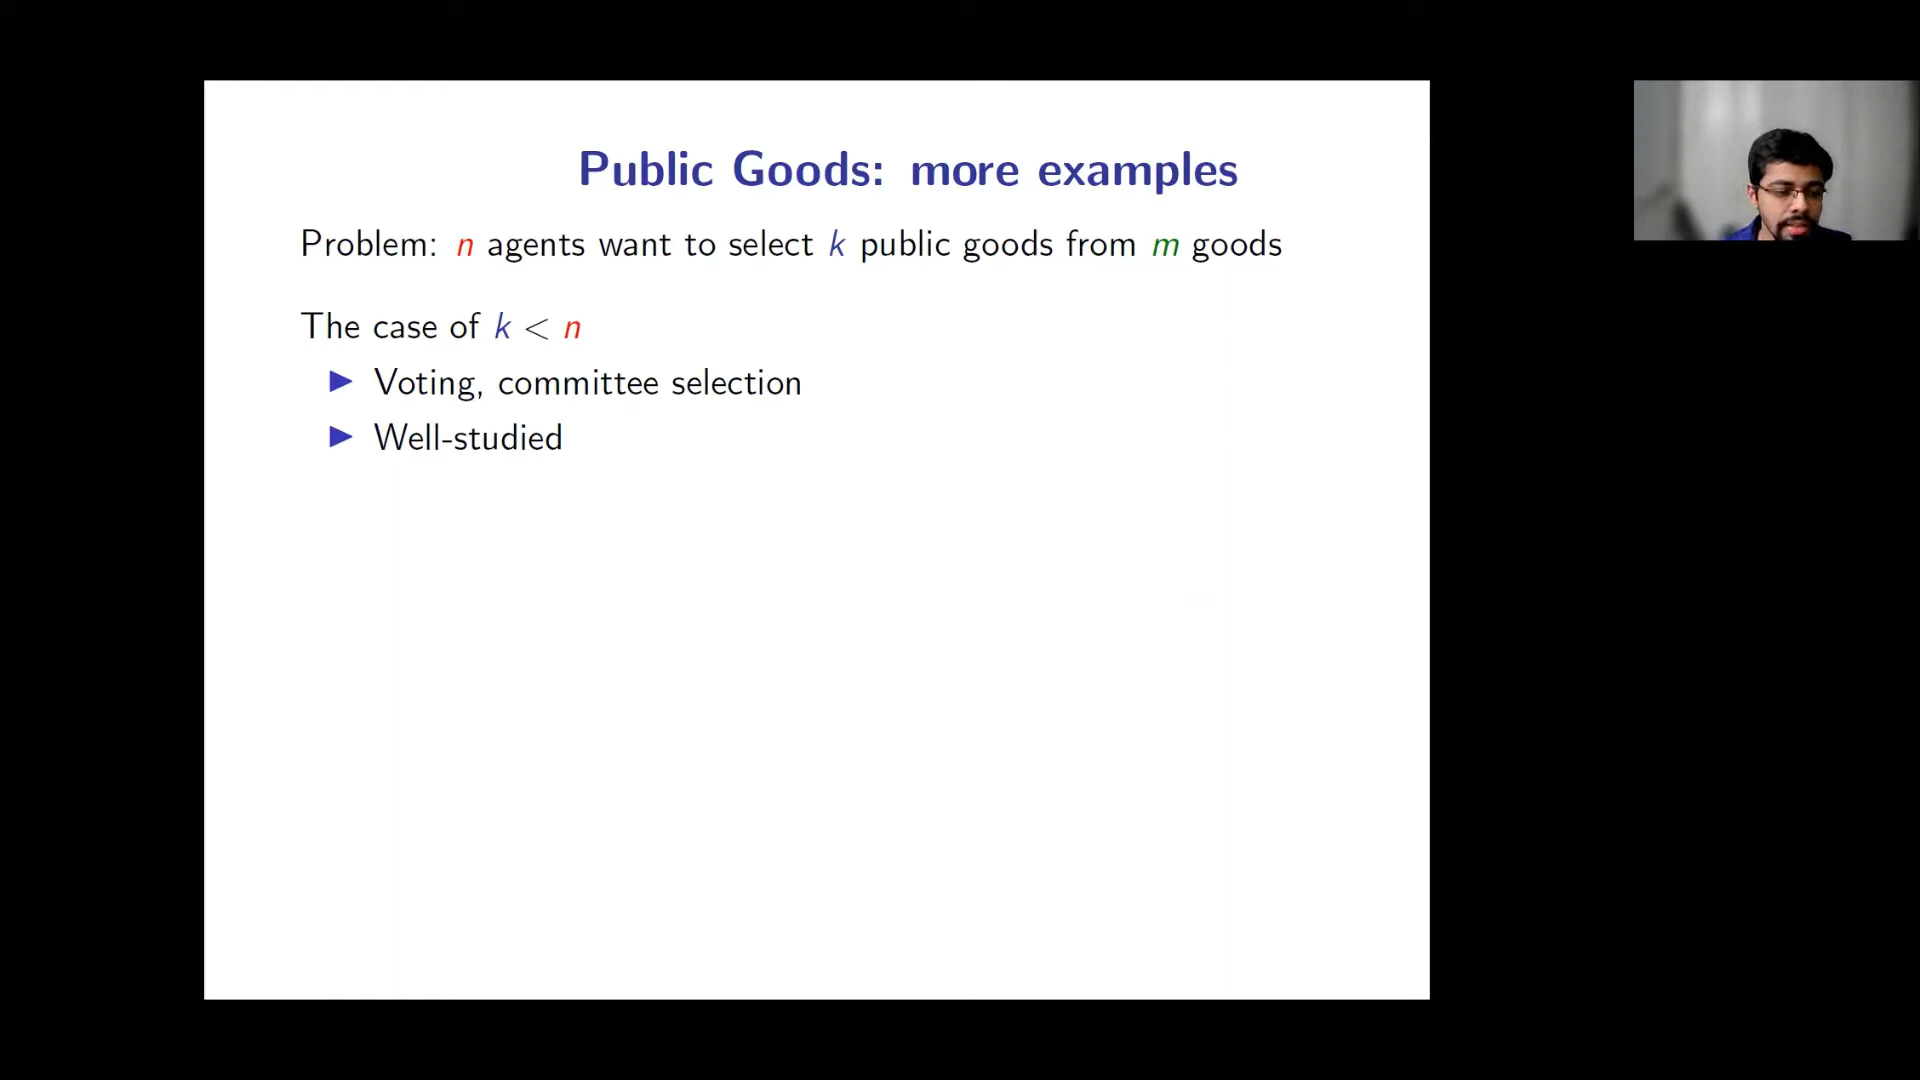 Public Goods: more examples
Problem: n agents want to select k public goods from m goods
The case of k < n
▶ Voting, committee selection
▶ Well-studied